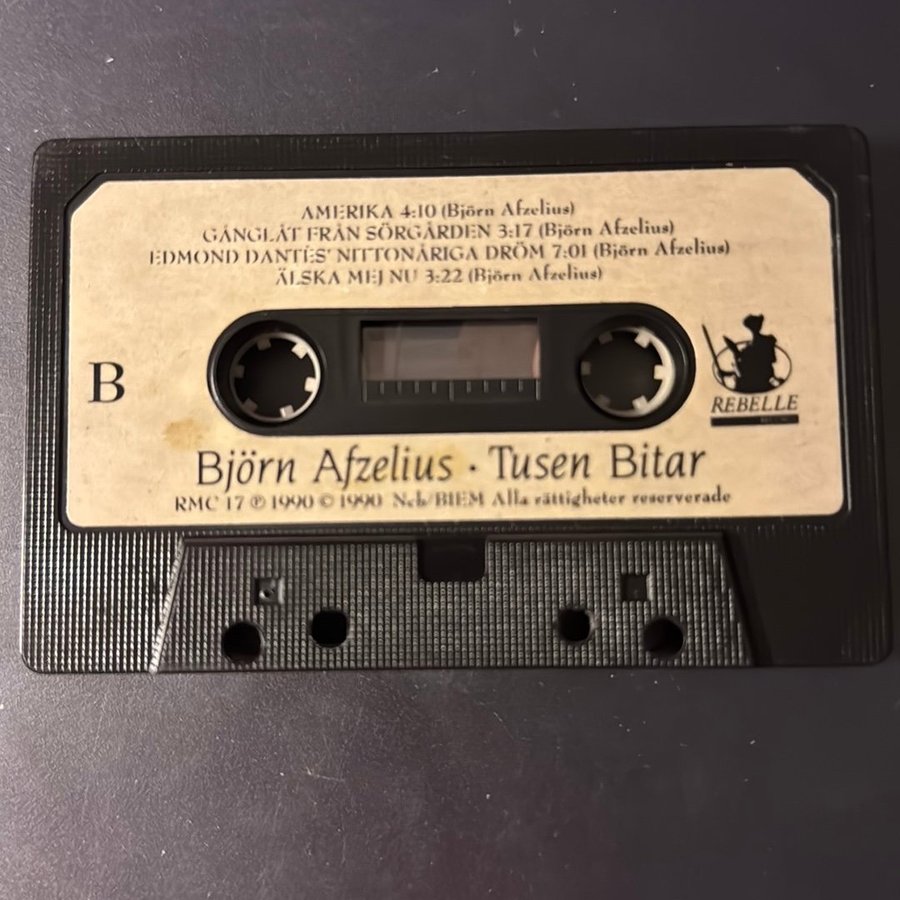 AMERIKA 4:10 (Björn Afzelius)
GÅNGLÅT FRÅN SÖRGÅRDEN 3:17 (Björn Afzelius)
EDMOND DANTÉS' NITTONÅRIGA DRÖM 7:01 (Björn Afzelius)
ÄLSKA MEJ NU 3:22 (Björn Afzelius)
B
REBELLE
Björn Afzelius · Tusen Bitar
RMC 17 ℗ 1990 © 1990 Ncb/BIEM Alla rättigheter reserverade